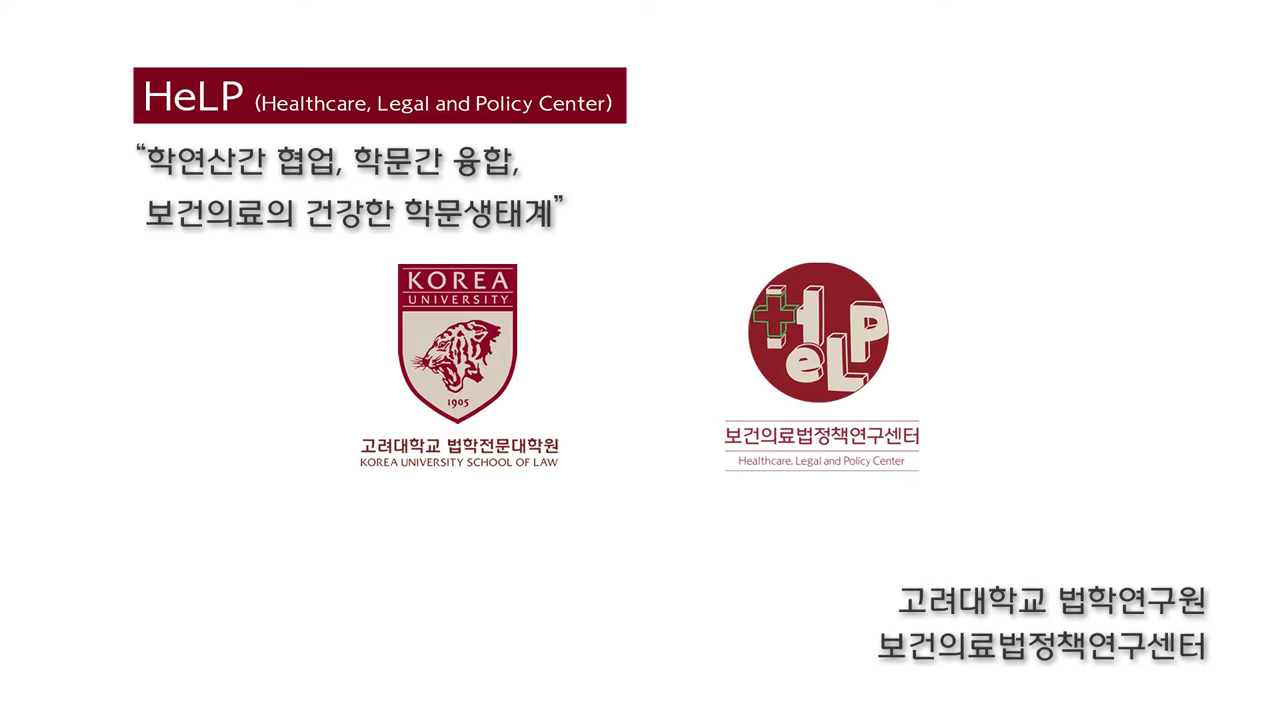 HeLP (Healthcare, Legal and Policy Center)
“학연산간 협업, 학문간 융합,
보건의료의 건강한 학문생태계”
KOREA
UNIVERSITY
1905
고려대학교 법학전문대학원
KOREA UNIVERSITY SCHOOL OF LAW
HeLP
보건의료법정책연구센터
Healthcare, Legal and Policy Center
고려대학교 법학연구원
보건의료법정책연구센터